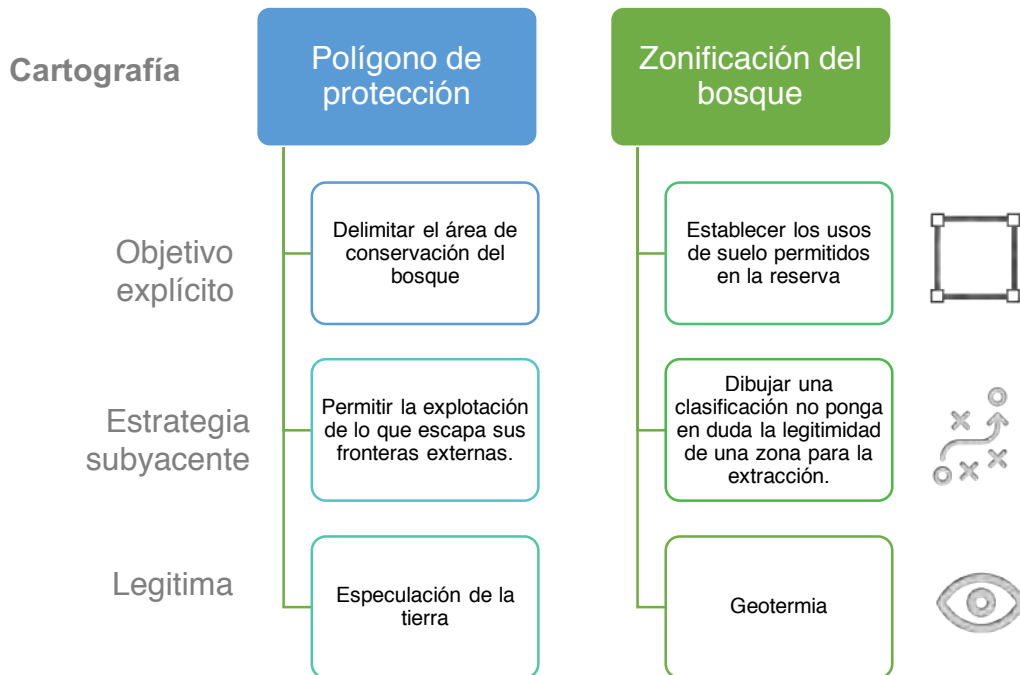 Cartografía
Polígono de
protección
Zonificación del
bosque
Objetivo
explícito
Delimitar el área de
conservación del
bosque
Establecer los usos
de suelo permitidos
en la reserva
Estrategia
subyacente
Permitir la explotación
de lo que escapa sus
fronteras externas.
Dibujar una
clasificación no ponga
en duda la legitimidad
de una zona para la
extracción.
Legitima
Especulación de la
tierra
Geotermia